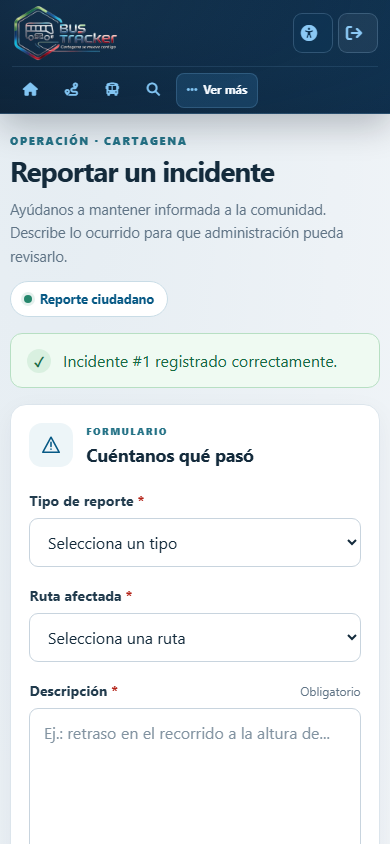 BUS
TRACKER
Cartagena se mueve contigo
Ver más
OPERACIÓN · CARTAGENA
Reportar un incidente
Ayúdanos a mantener informada a la comunidad.
Describe lo ocurrido para que administración pueda
revisarlo.
Reporte ciudadano
Incidente #1 registrado correctamente.
FORMULARIO
Cuéntanos qué pasó
Tipo de reporte *
Selecciona un tipo
Ruta afectada *
Selecciona una ruta
Descripción *
Obligatorio
Ej.: retraso en el recorrido a la altura de...